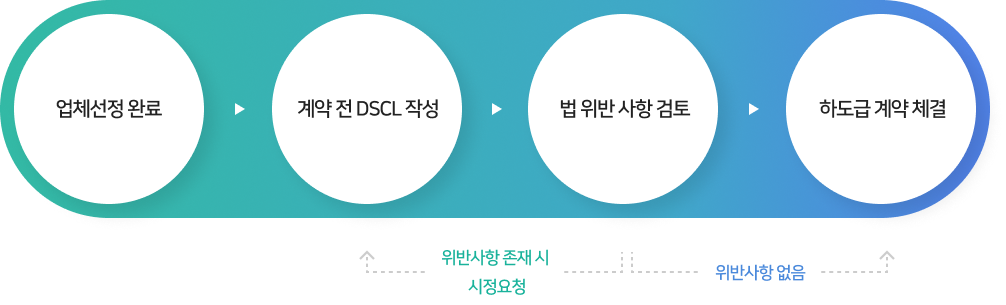 업체선정 완료
계약 전 DSCL 작성
법 위반 사항 검토
하도급 계약 체결
위반사항 존재 시
시정요청
위반사항 없음